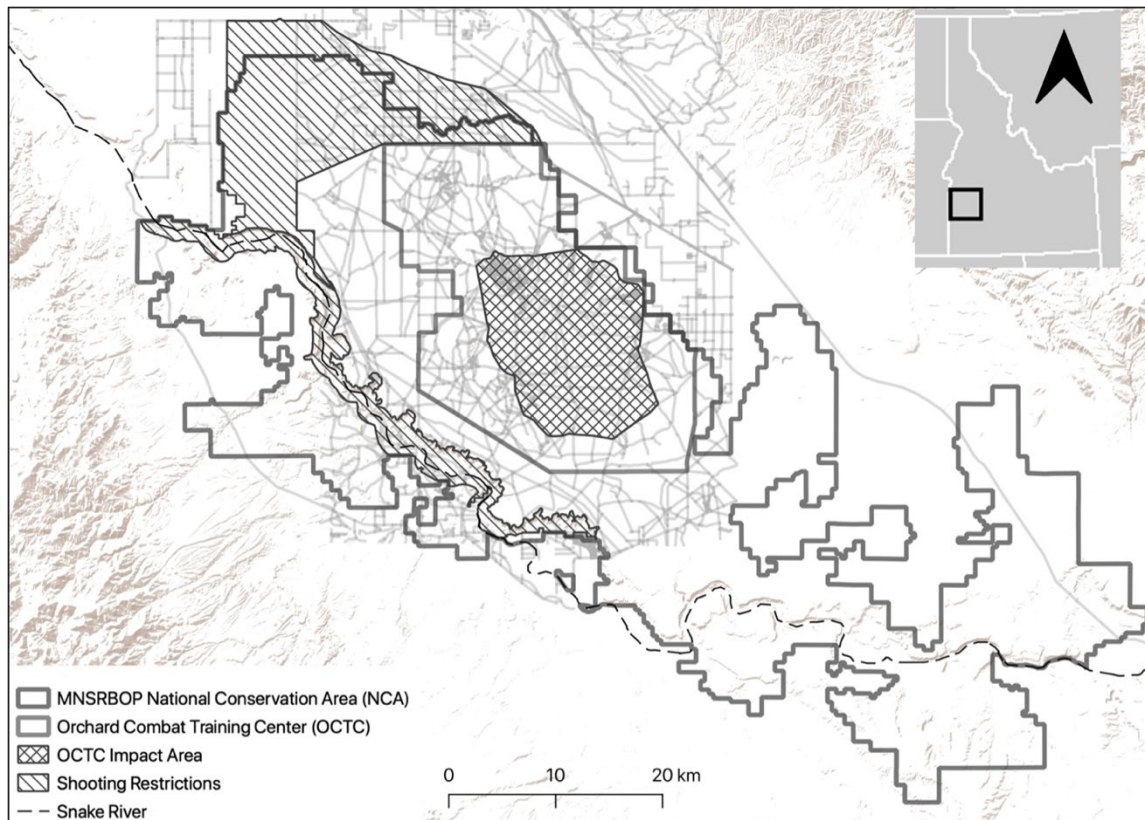 MNSRBOP National Conservation Area (NCA)
Orchard Combat Training Center (OCTC)
OCTC Impact Area
Shooting Restrictions
Snake River
0 10 20 km